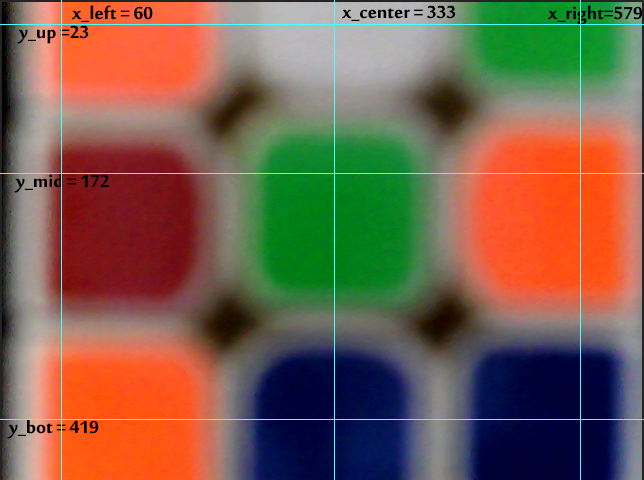 x_left = 60
x_center = 333
x_right=579
y_up =23
y_mid = 172
y_bot = 419